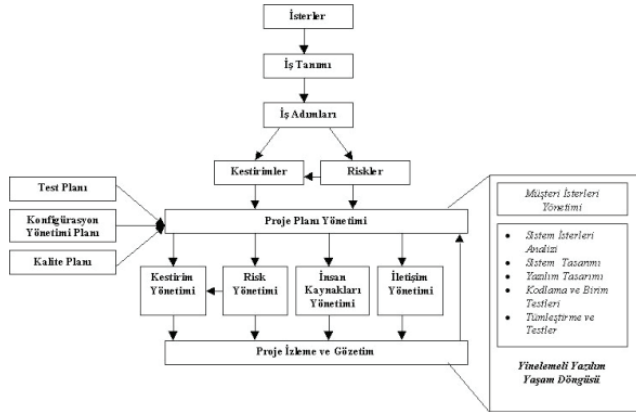 İsterler
İş Tanımı
İş Adımları
Kestirimler
Riskler
Test Planı
Konfigürasyon
Yönetimi Planı
Kalite Planı
Proje Planı Yönetimi
Kestirim
Yönetimi
Risk
Yönetimi
İnsan
Kaynakları
Yönetimi
İletişim
Yönetimi
Proje İzleme ve Gözetim
Müşteri İsterleri
Yönetimi
• Sistem İsterleri
Analizi
• Sistem Tasarımı
• Yazılım Tasarımı
• Kodlama ve Birim
Testleri
• Tümleştirme ve
Testler
Yinelemeli Yazılım
Yaşam Döngüsü